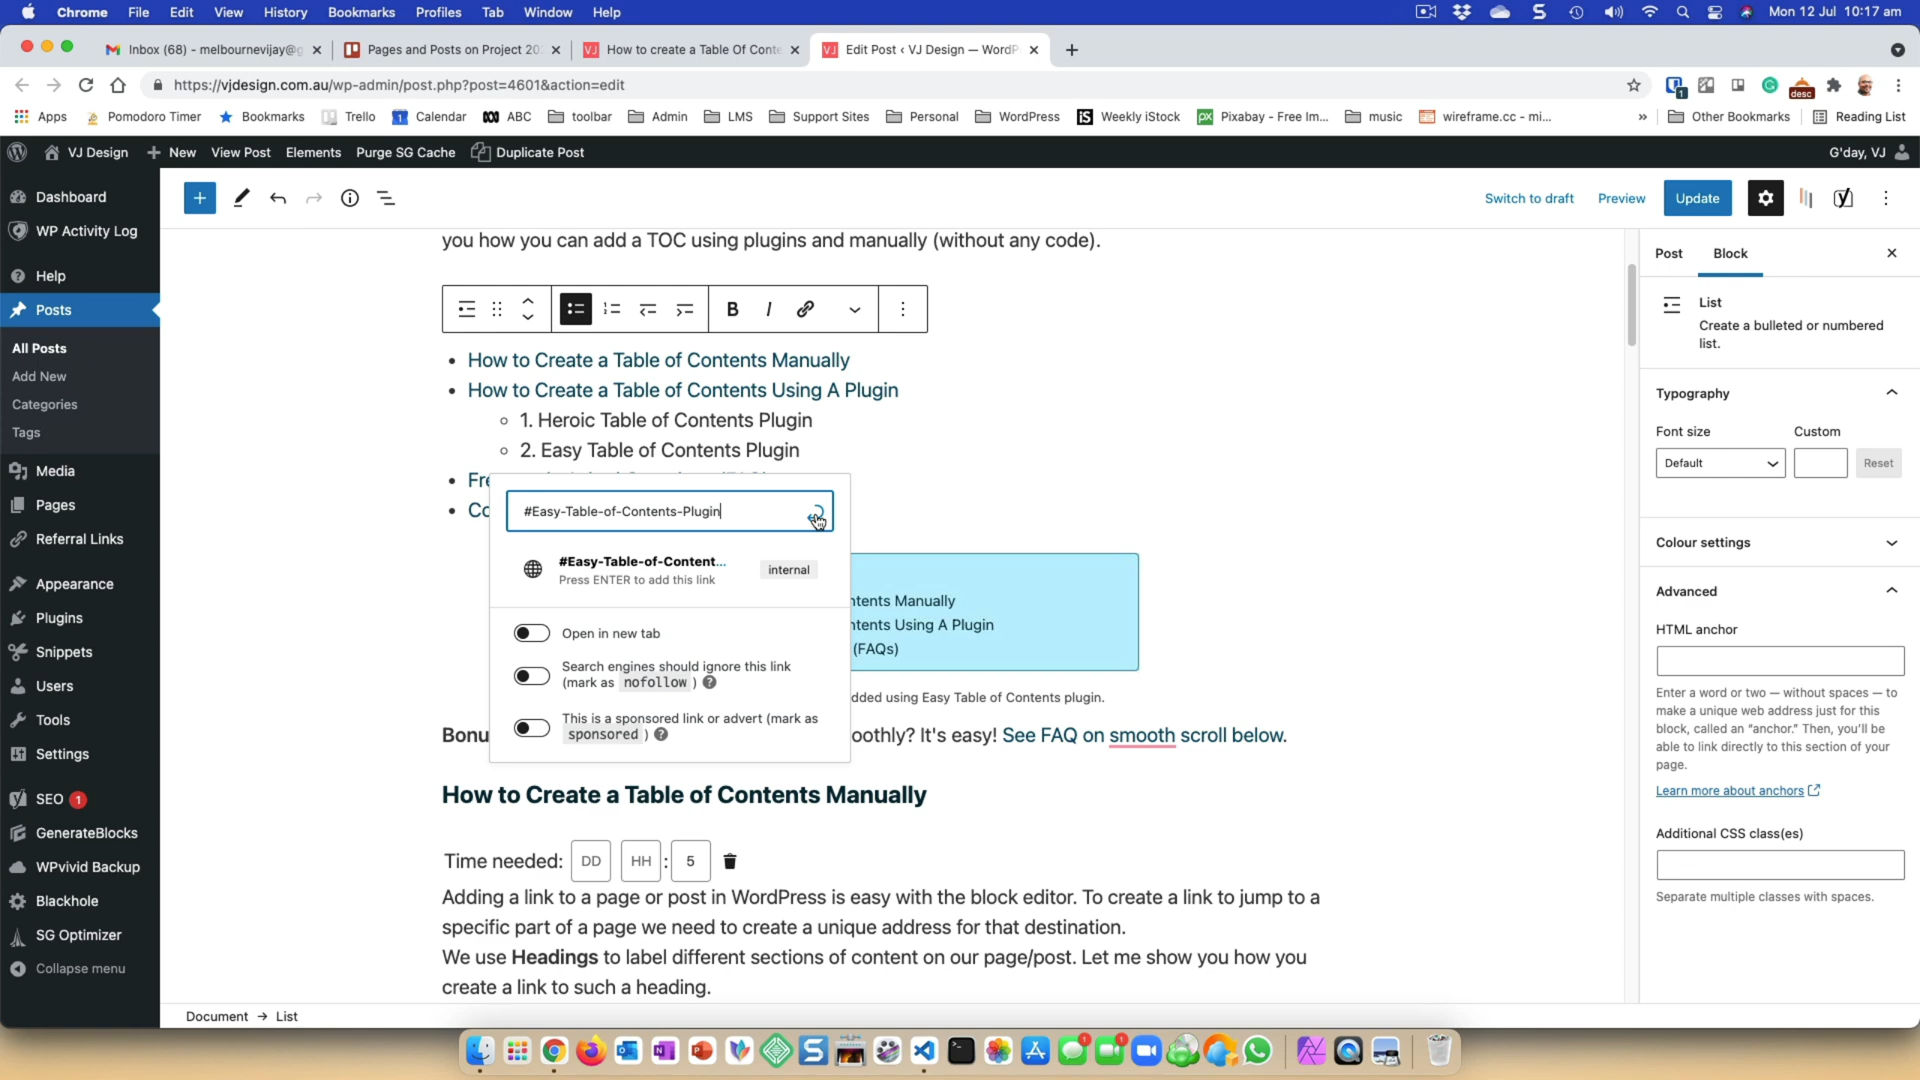 Chrome File Edit View History Bookmarks Profiles Tab Window Help
Mon 12 Jul 10:17 am
Inbox (68) - melbournevijay@g
Pages and Posts on Project 20
How to create a Table Of Conte
Edit Post ‹ VJ Design — WordP
https://vjdesign.com.au/wp-admin/post.php?post=4601&action=edit
1
desc
Apps
Pomodoro Timer
Bookmarks
Trello
Calendar
ABC
toolbar
Admin
LMS
Support Sites
Personal
WordPress
Weekly iStock
Pixabay - Free Im...
music
wireframe.cc - mi...
»
Other Bookmarks
Reading List
VJ Design
New
View Post
Elements
Purge SG Cache
Duplicate Post
G'day, VJ
Dashboard
WP Activity Log
Help
Posts
All Posts
Add New
Categories
Tags
Media
Pages
Referral Links
Appearance
Plugins
Snippets
Users
Tools
Settings
SEO 1
GenerateBlocks
WPvivid Backup
Blackhole
SG Optimizer
Collapse menu
Switch to draft
Preview
Update
you how you can add a TOC using plugins and manually (without any code).
B I
• How to Create a Table of Contents Manually
• How to Create a Table of Contents Using A Plugin
1. Heroic Table of Contents Plugin
2. Easy Table of Contents Plugin
• Fre
• Co
#Easy-Table-of-Contents-Plugin
#Easy-Table-of-Content...
Press ENTER to add this link
internal
Open in new tab
Search engines should ignore this link
(mark as nofollow )
This is a sponsored link or advert (mark as
sponsored )
ntents Manually
ntents Using A Plugin
(FAQs)
dded using Easy Table of Contents plugin.
Bonu
oothly? It's easy! See FAQ on smooth scroll below.
How to Create a Table of Contents Manually
Time needed: DD HH : 5
Adding a link to a page or post in WordPress is easy with the block editor. To create a link to jump to a
specific part of a page we need to create a unique address for that destination.
We use Headings to label different sections of content on our page/post. Let me show you how you
create a link to such a heading.
Document → List
Post
Block
List
Create a bulleted or numbered
list.
Typography
Font size
Custom
Default
Reset
Colour settings
Advanced
HTML anchor
Enter a word or two — without spaces — to
make a unique web address just for this
block, called an “anchor.” Then, you’ll be
able to link directly to this section of your
page.
Learn more about anchors
Additional CSS class(es)
Separate multiple classes with spaces.